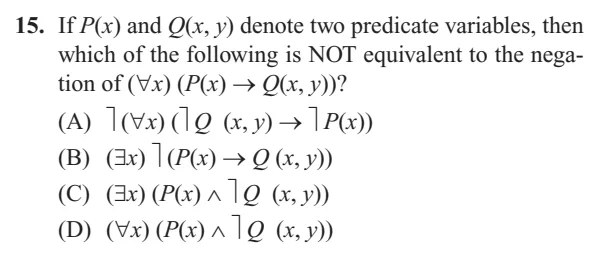 15. If P(x) and Q(x, y) denote two predicate variables, then
which of the following is NOT equivalent to the nega-
tion of (∀x) (P(x) → Q(x, y))?
(A) ⏋(∀x) (⏋Q (x, y) → ⏋P(x))
(B) (∃x) ⏋(P(x) → Q (x, y))
(C) (∃x) (P(x) ∧ ⏋Q (x, y))
(D) (∀x) (P(x) ∧ ⏋Q (x, y))